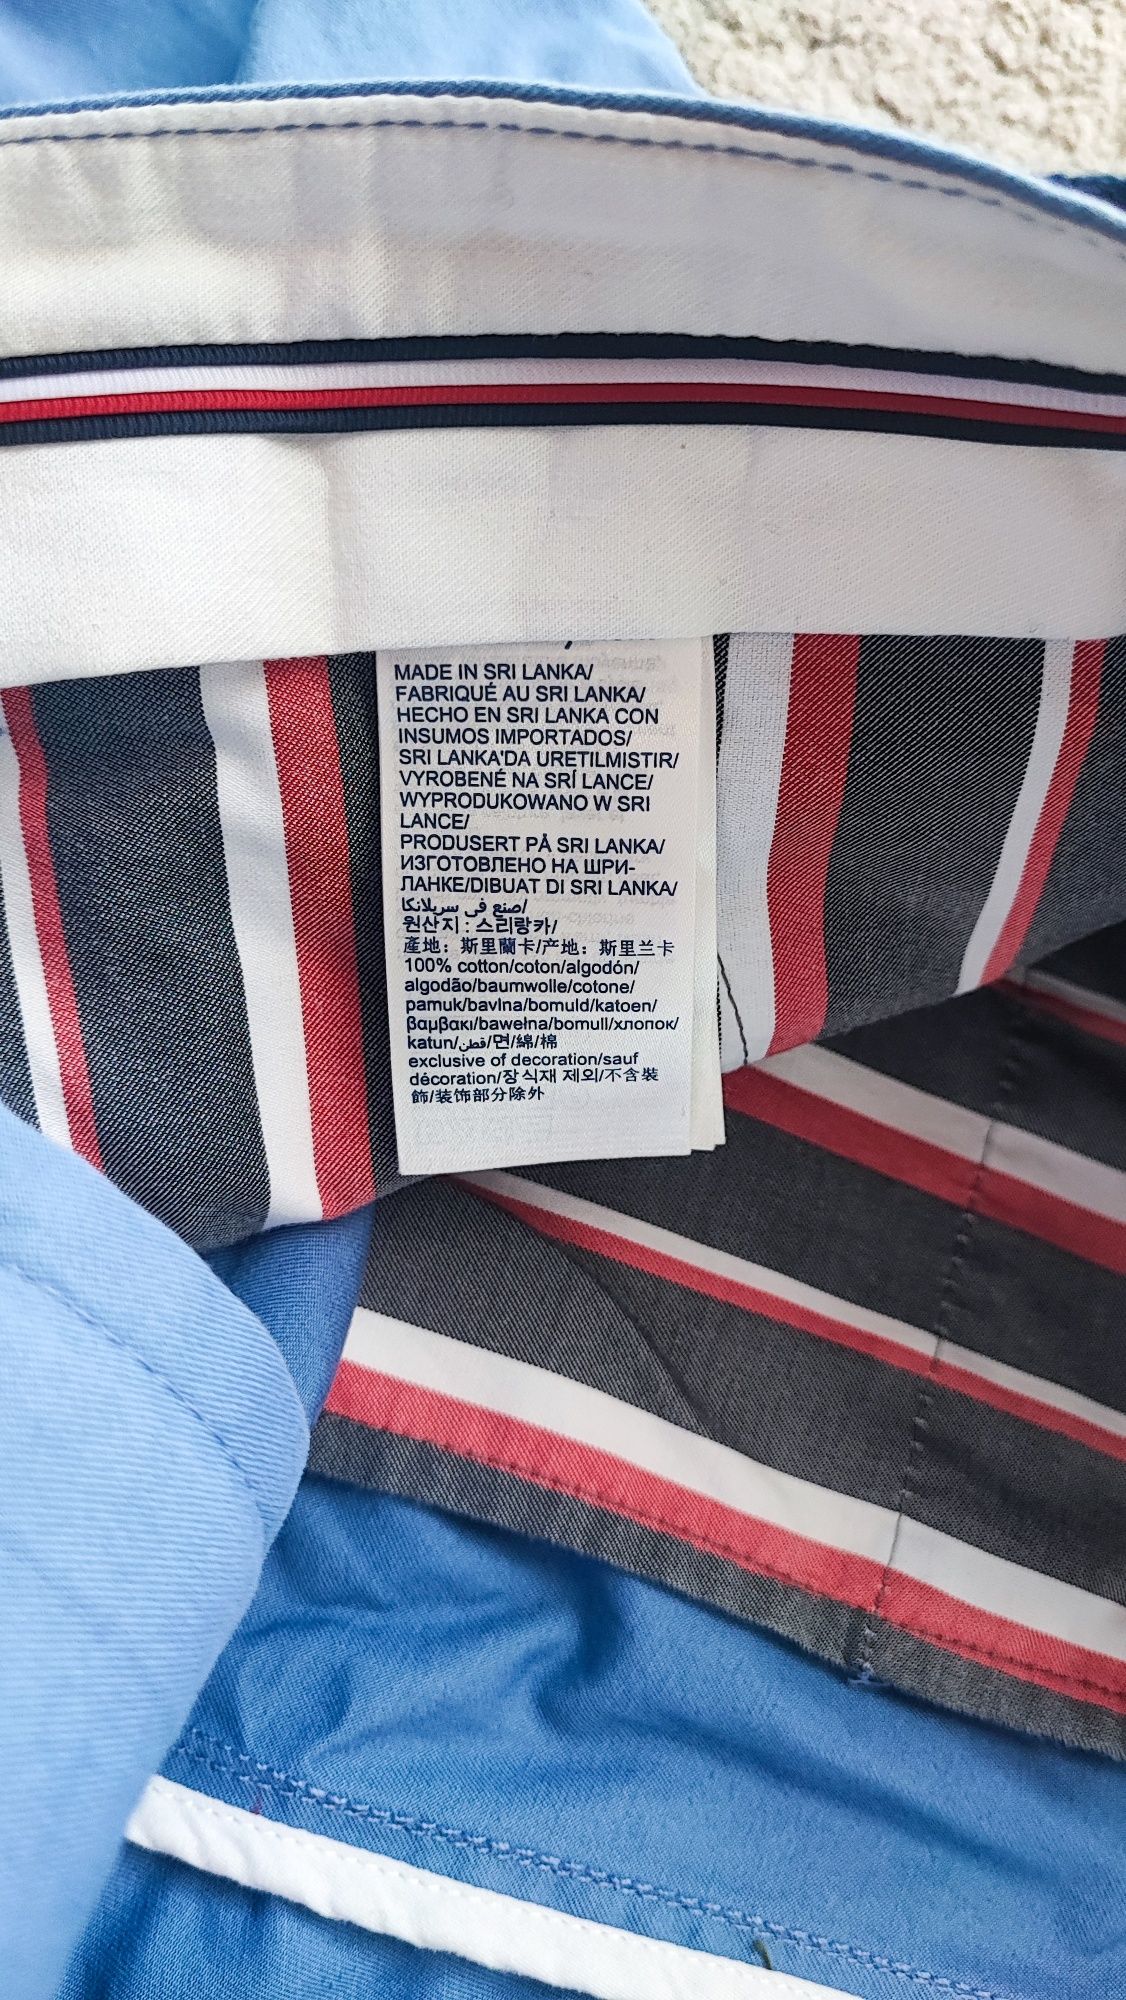 MADE IN SRI LANKA/
FABRIQUÉ AU SRI LANKA/
HECHO EN SRI LANKA CON
INSUMOS IMPORTADOS/
SRI LANKA'DA URETILMISTIR/
VYROBENÉ NA SRÍ LANCE/
WYPRODUKOWANO W SRI
LANCE/
PRODUSERT PÅ SRI LANKA/
ИЗГОТОВЛЕНО НА ШРИ-
ЛАНКЕ/DIBUAT DI SRI LANKA/
صنع في سريلانكا/
원산지 : 스리랑카/
產地：斯里蘭卡/产地：斯里兰卡
100% cotton/coton/algodón/
algodão/baumwolle/cotone/
pamuk/bavlna/bomuld/katoen/
βαμβακι/bawełna/bomull/хлопок/
katun/قطن/면/綿/棉
exclusive of decoration/sauf
décoration/장식재 제외/不含裝
飾/装饰部分除外